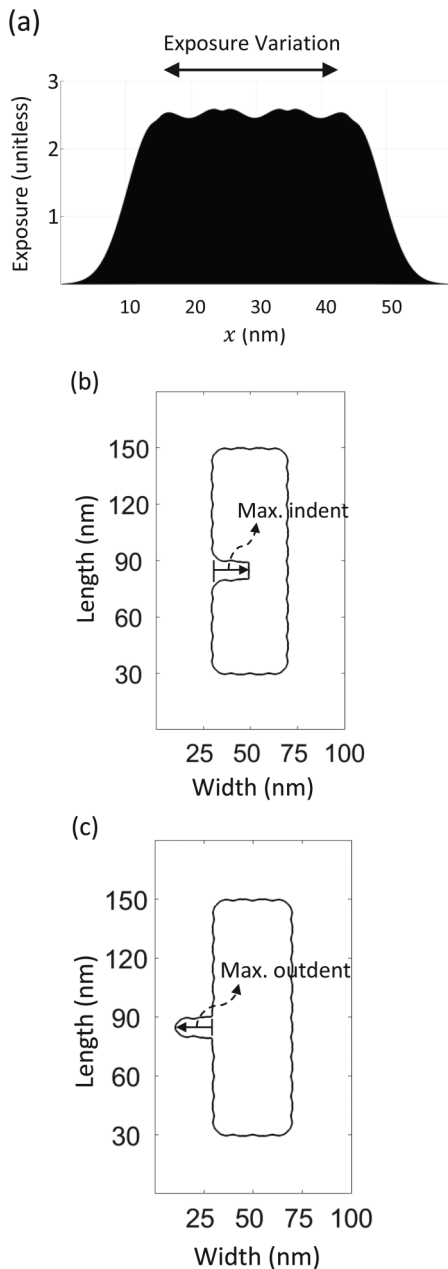 (a)
Exposure Variation
Exposure (unitless)
3
2
1
10 20 30 40 50
x (nm)
(b)
Length (nm)
150
120
90
60
30
Max. indent
25 50 75 100
Width (nm)
(c)
Length (nm)
150
120
90
60
30
Max. outdent
25 50 75 100
Width (nm)